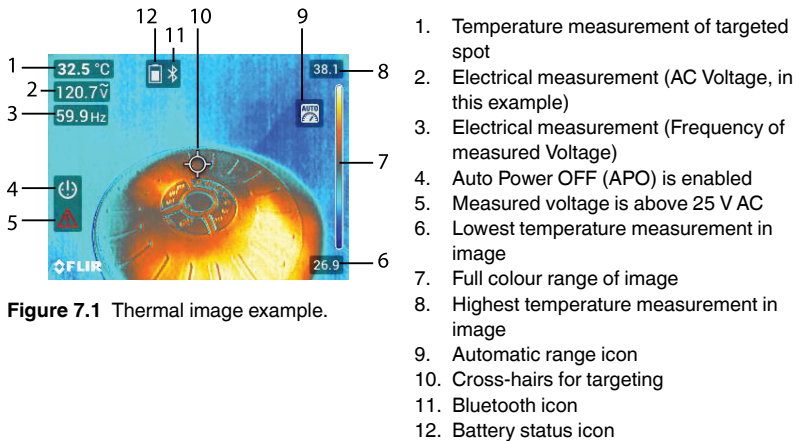 12
10
9
11
1
32.5 °C
38.1
8
2
120.7Ṽ
AUTO
3
59.9 Hz
7
4
5
FLIR
26.9
6
Figure 7.1 Thermal image example.
1. Temperature measurement of targeted
spot
2. Electrical measurement (AC Voltage, in
this example)
3. Electrical measurement (Frequency of
measured Voltage)
4. Auto Power OFF (APO) is enabled
5. Measured voltage is above 25 V AC
6. Lowest temperature measurement in
image
7. Full colour range of image
8. Highest temperature measurement in
image
9. Automatic range icon
10. Cross-hairs for targeting
11. Bluetooth icon
12. Battery status icon